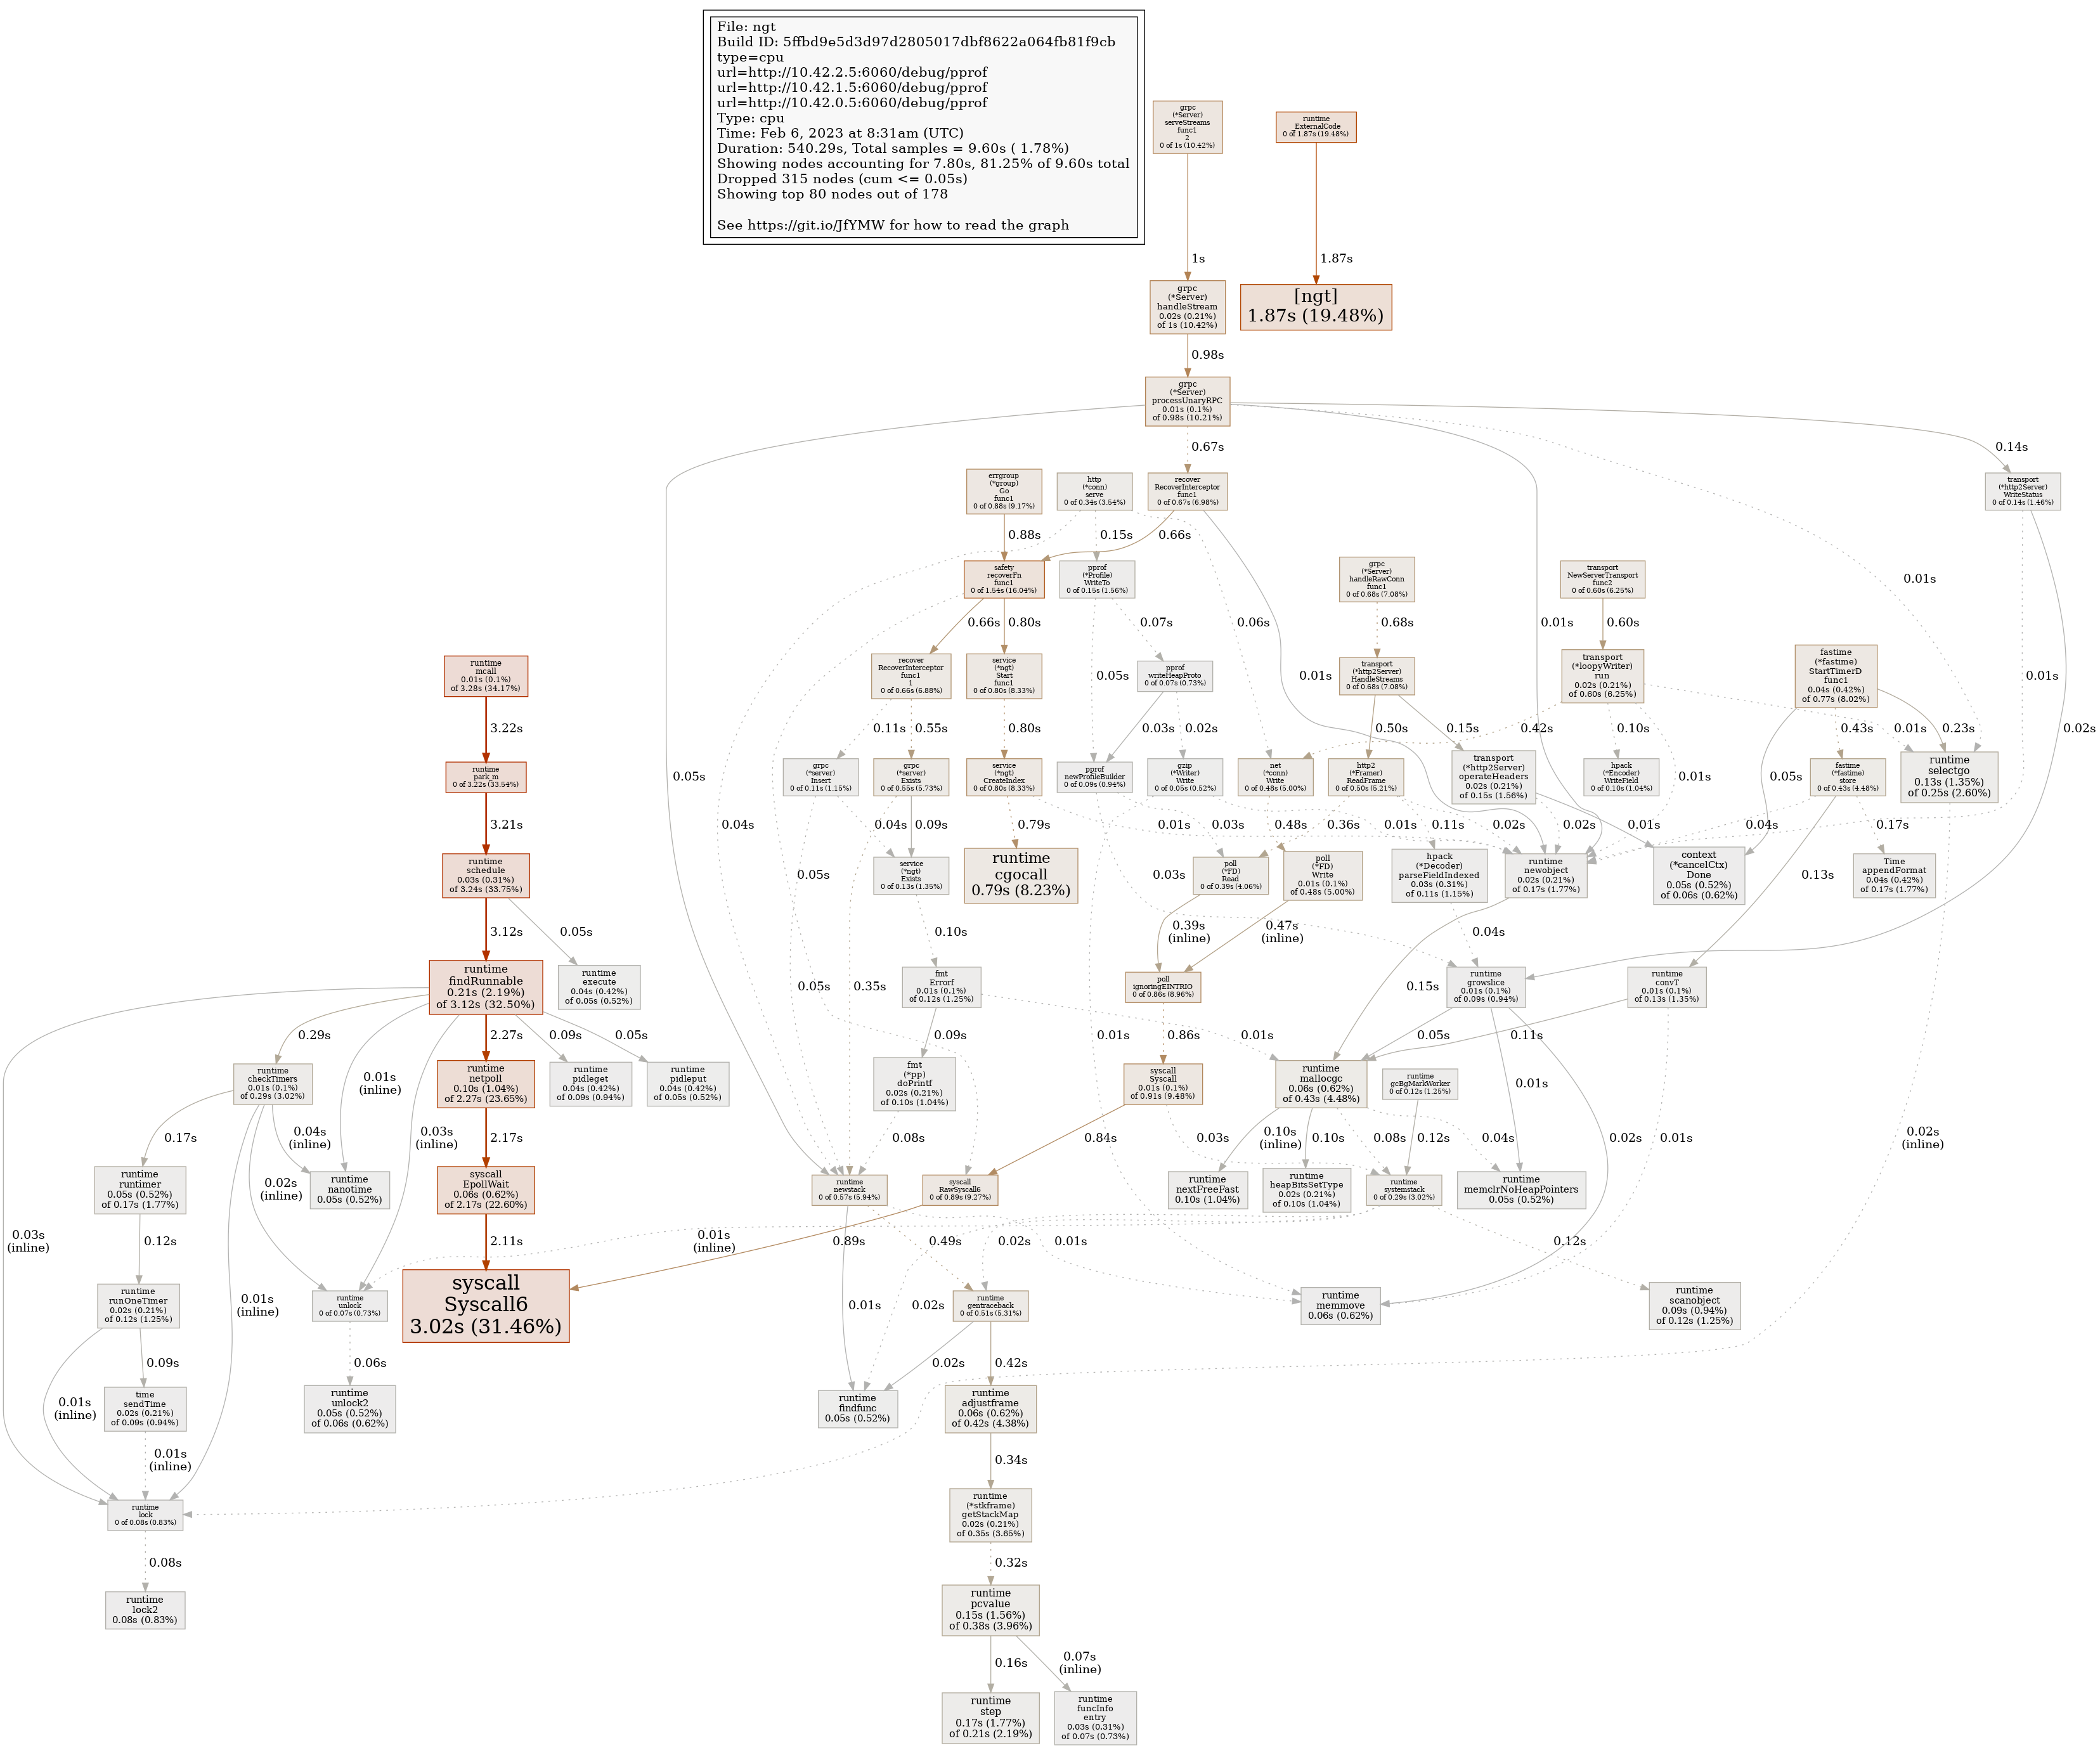 File: ngt
Build ID: 5ffbd9e5d3d97d2805017dbf8622a064fb81f9cb
type=cpu
url=http://10.42.2.5:6060/debug/pprof
url=http://10.42.1.5:6060/debug/pprof
url=http://10.42.0.5:6060/debug/pprof
Type: cpu
Time: Feb 6, 2023 at 8:31am (UTC)
Duration: 540.29s, Total samples = 9.60s ( 1.78%)
Showing nodes accounting for 7.80s, 81.25% of 9.60s total
Dropped 315 nodes (cum <= 0.05s)
Showing top 80 nodes out of 178
See https://git.io/JfYMW for how to read the graph
grpc
(*Server)
serveStreams
func1
2
0 of 1s (10.42%)
runtime
_ExternalCode
0 of 1.87s (19.48%)
1s
1.87s
grpc
(*Server)
handleStream
0.02s (0.21%)
of 1s (10.42%)
[ngt]
1.87s (19.48%)
0.98s
grpc
(*Server)
processUnaryRPC
0.01s (0.1%)
of 0.98s (10.21%)
0.67s
0.14s
errgroup
(*group)
Go
func1
0 of 0.88s (9.17%)
http
(*conn)
serve
0 of 0.34s (3.54%)
recover
RecoverInterceptor
func1
0 of 0.67s (6.98%)
transport
(*http2Server)
WriteStatus
0 of 0.14s (1.46%)
0.88s
0.15s
0.66s
safety
recoverFn
func1
0 of 1.54s (16.04%)
pprof
(*Profile)
WriteTo
0 of 0.15s (1.56%)
grpc
(*Server)
handleRawConn
func1
0 of 0.68s (7.08%)
transport
NewServerTransport
func2
0 of 0.60s (6.25%)
0.01s
0.66s
0.80s
0.07s
0.06s
0.68s
0.01s
0.60s
runtime
mcall
0.01s (0.1%)
of 3.28s (34.17%)
recover
RecoverInterceptor
func1
1
0 of 0.66s (6.88%)
service
(*ngt)
Start
func1
0 of 0.80s (8.33%)
pprof
writeHeapProto
0 of 0.07s (0.73%)
transport
(*http2Server)
HandleStreams
0 of 0.68s (7.08%)
transport
(*loopyWriter)
run
0.02s (0.21%)
of 0.60s (6.25%)
fastime
(*fastime)
StartTimerD
func1
0.04s (0.42%)
of 0.77s (8.02%)
0.05s
0.01s
0.01s
3.22s
0.11s
0.55s
0.80s
0.03s
0.02s
0.50s
0.15s
0.42s
0.10s
0.01s
0.43s
0.23s
0.02s
runtime
park_m
0 of 3.22s (33.54%)
grpc
(*server)
Insert
0 of 0.11s (1.15%)
grpc
(*server)
Exists
0 of 0.55s (5.73%)
service
(*ngt)
CreateIndex
0 of 0.80s (8.33%)
pprof
newProfileBuilder
0 of 0.09s (0.94%)
gzip
(*Writer)
Write
0 of 0.05s (0.52%)
net
(*conn)
Write
0 of 0.48s (5.00%)
http2
(*Framer)
ReadFrame
0 of 0.50s (5.21%)
transport
(*http2Server)
operateHeaders
0.02s (0.21%)
of 0.15s (1.56%)
hpack
(*Encoder)
WriteField
0 of 0.10s (1.04%)
fastime
(*fastime)
store
0 of 0.43s (4.48%)
runtime
selectgo
0.13s (1.35%)
of 0.25s (2.60%)
0.05s
0.01s
0.05s
3.21s
0.04s
0.04s
0.09s
0.79s
0.01s
0.03s
0.48s
0.01s
0.36s
0.11s
0.02s
0.02s
0.01s
0.04s
0.17s
runtime
schedule
0.03s (0.31%)
of 3.24s (33.75%)
service
(*ngt)
Exists
0 of 0.13s (1.35%)
runtime
cgocall
0.79s (8.23%)
poll
(*FD)
Read
0 of 0.39s (4.06%)
poll
(*FD)
Write
0.01s (0.1%)
of 0.48s (5.00%)
hpack
(*Decoder)
parseFieldIndexed
0.03s (0.31%)
of 0.11s (1.15%)
runtime
newobject
0.02s (0.21%)
of 0.17s (1.77%)
context
(*cancelCtx)
Done
0.05s (0.52%)
of 0.06s (0.62%)
Time
appendFormat
0.04s (0.42%)
of 0.17s (1.77%)
0.05s
0.03s
0.13s
3.12s
0.05s
0.10s
0.39s
(inline)
0.47s
(inline)
0.04s
runtime
findRunnable
0.21s (2.19%)
of 3.12s (32.50%)
runtime
execute
0.04s (0.42%)
of 0.05s (0.52%)
fmt
Errorf
0.01s (0.1%)
of 0.12s (1.25%)
poll
ignoringEINTRIO
0 of 0.86s (8.96%)
runtime
growslice
0.01s (0.1%)
of 0.09s (0.94%)
runtime
convT
0.01s (0.1%)
of 0.13s (1.35%)
0.05s
0.35s
0.15s
0.29s
2.27s
0.09s
0.05s
0.09s
0.01s
0.86s
0.01s
0.05s
0.11s
runtime
checkTimers
0.01s (0.1%)
of 0.29s (3.02%)
0.01s
(inline)
runtime
netpoll
0.10s (1.04%)
of 2.27s (23.65%)
runtime
pidleget
0.04s (0.42%)
of 0.09s (0.94%)
runtime
pidleput
0.04s (0.42%)
of 0.05s (0.52%)
fmt
(*pp)
doPrintf
0.02s (0.21%)
of 0.10s (1.04%)
syscall
Syscall
0.01s (0.1%)
of 0.91s (9.48%)
runtime
mallocgc
0.06s (0.62%)
of 0.43s (4.48%)
runtime
gcBgMarkWorker
0 of 0.12s (1.25%)
0.01s
0.17s
0.04s
(inline)
0.03s
(inline)
2.17s
0.08s
0.84s
0.03s
0.10s
(inline)
0.10s
0.08s
0.12s
0.04s
0.02s
0.01s
0.02s
(inline)
runtime
runtimer
0.05s (0.52%)
of 0.17s (1.77%)
0.02s
(inline)
runtime
nanotime
0.05s (0.52%)
syscall
EpollWait
0.06s (0.62%)
of 2.17s (22.60%)
runtime
newstack
0 of 0.57s (5.94%)
syscall
RawSyscall6
0 of 0.89s (9.27%)
runtime
nextFreeFast
0.10s (1.04%)
runtime
heapBitsSetType
0.02s (0.21%)
of 0.10s (1.04%)
runtime
systemstack
0 of 0.29s (3.02%)
runtime
memclrNoHeapPointers
0.05s (0.52%)
0.03s
(inline)
0.12s
2.11s
0.01s
(inline)
0.89s
0.49s
0.02s
0.01s
0.12s
runtime
runOneTimer
0.02s (0.21%)
of 0.12s (1.25%)
0.01s
(inline)
runtime
unlock
0 of 0.07s (0.73%)
syscall
Syscall6
3.02s (31.46%)
0.01s
0.02s
runtime
gentraceback
0 of 0.51s (5.31%)
runtime
memmove
0.06s (0.62%)
runtime
scanobject
0.09s (0.94%)
of 0.12s (1.25%)
0.01s
(inline)
0.09s
0.06s
0.02s
0.42s
time
sendTime
0.02s (0.21%)
of 0.09s (0.94%)
runtime
unlock2
0.05s (0.52%)
of 0.06s (0.62%)
runtime
findfunc
0.05s (0.52%)
runtime
adjustframe
0.06s (0.62%)
of 0.42s (4.38%)
0.01s
(inline)
0.34s
runtime
lock
0 of 0.08s (0.83%)
runtime
(*stkframe)
getStackMap
0.02s (0.21%)
of 0.35s (3.65%)
0.08s
0.32s
runtime
lock2
0.08s (0.83%)
runtime
pcvalue
0.15s (1.56%)
of 0.38s (3.96%)
0.16s
0.07s
(inline)
runtime
step
0.17s (1.77%)
of 0.21s (2.19%)
runtime
funcInfo
entry
0.03s (0.31%)
of 0.07s (0.73%)